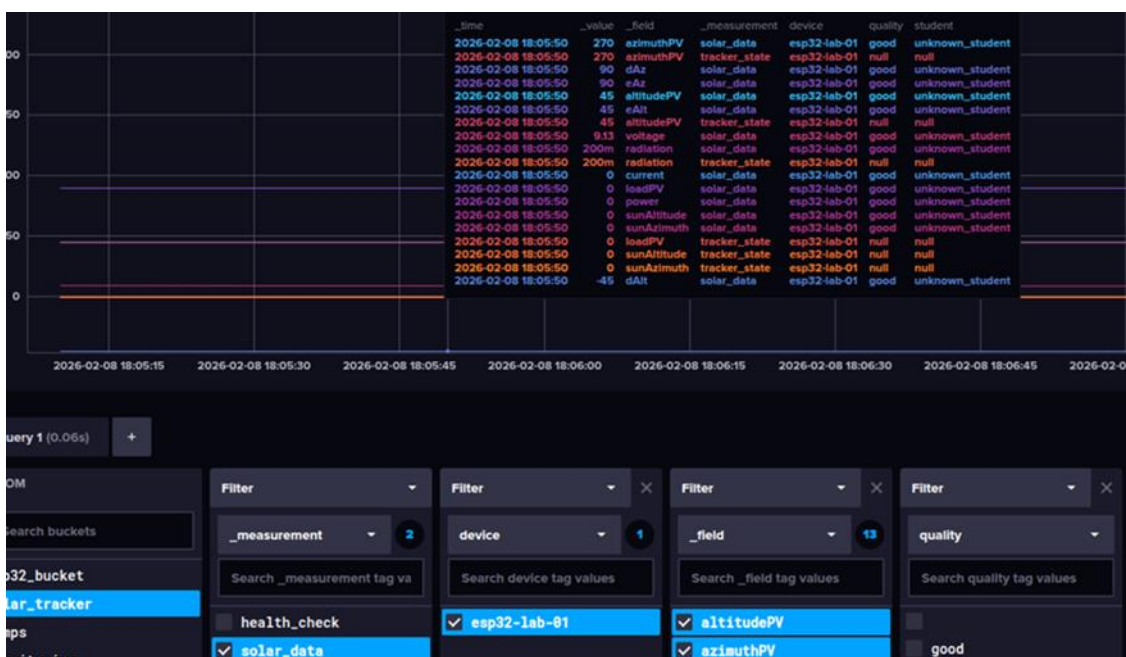 _time _value _field _measurement device quality student
2026-02-08 18:05:50 270 azimuthPV solar_data esp32-lab-01 good unknown_student
2026-02-08 18:05:50 270 azimuthPV tracker_state esp32-lab-01 null null
2026-02-08 18:05:50 90 dAz solar_data esp32-lab-01 good unknown_student
2026-02-08 18:05:50 90 eAz solar_data esp32-lab-01 good unknown_student
2026-02-08 18:05:50 45 altitudePV solar_data esp32-lab-01 good unknown_student
2026-02-08 18:05:50 45 eAlt solar_data esp32-lab-01 good unknown_student
2026-02-08 18:05:50 45 altitudePV tracker_state esp32-lab-01 null null
2026-02-08 18:05:50 9.13 voltage solar_data esp32-lab-01 good unknown_student
2026-02-08 18:05:50 200m radiation solar_data esp32-lab-01 good unknown_student
2026-02-08 18:05:50 200m radiation tracker_state esp32-lab-01 null null
2026-02-08 18:05:50 0 current solar_data esp32-lab-01 good unknown_student
2026-02-08 18:05:50 0 loadPV solar_data esp32-lab-01 good unknown_student
2026-02-08 18:05:50 0 power solar_data esp32-lab-01 good unknown_student
2026-02-08 18:05:50 0 sunAltitude solar_data esp32-lab-01 good unknown_student
2026-02-08 18:05:50 0 sunAzimuth solar_data esp32-lab-01 good unknown_student
2026-02-08 18:05:50 0 loadPV tracker_state esp32-lab-01 null null
2026-02-08 18:05:50 0 sunAltitude tracker_state esp32-lab-01 null null
2026-02-08 18:05:50 0 sunAzimuth tracker_state esp32-lab-01 null null
2026-02-08 18:05:50 -45 dAlt solar_data esp32-lab-01 good unknown_student
00
50
00
50
0
2026-02-08 18:05:15 2026-02-08 18:05:30 2026-02-08 18:05:45 2026-02-08 18:06:00 2026-02-08 18:06:15 2026-02-08 18:06:30 2026-02-08 18:06:45 2026-02-0
uery 1 (0.06s) +
OM Filter Filter Filter Filter
Search buckets _measurement 2 device 1 _field 13 quality
Search _measurement tag va Search device tag values Search _field tag values Search quality tag values
p32_bucket
lar_tracker health_check esp32-lab-01 altitudePV
mps solar_data azimuthPV good